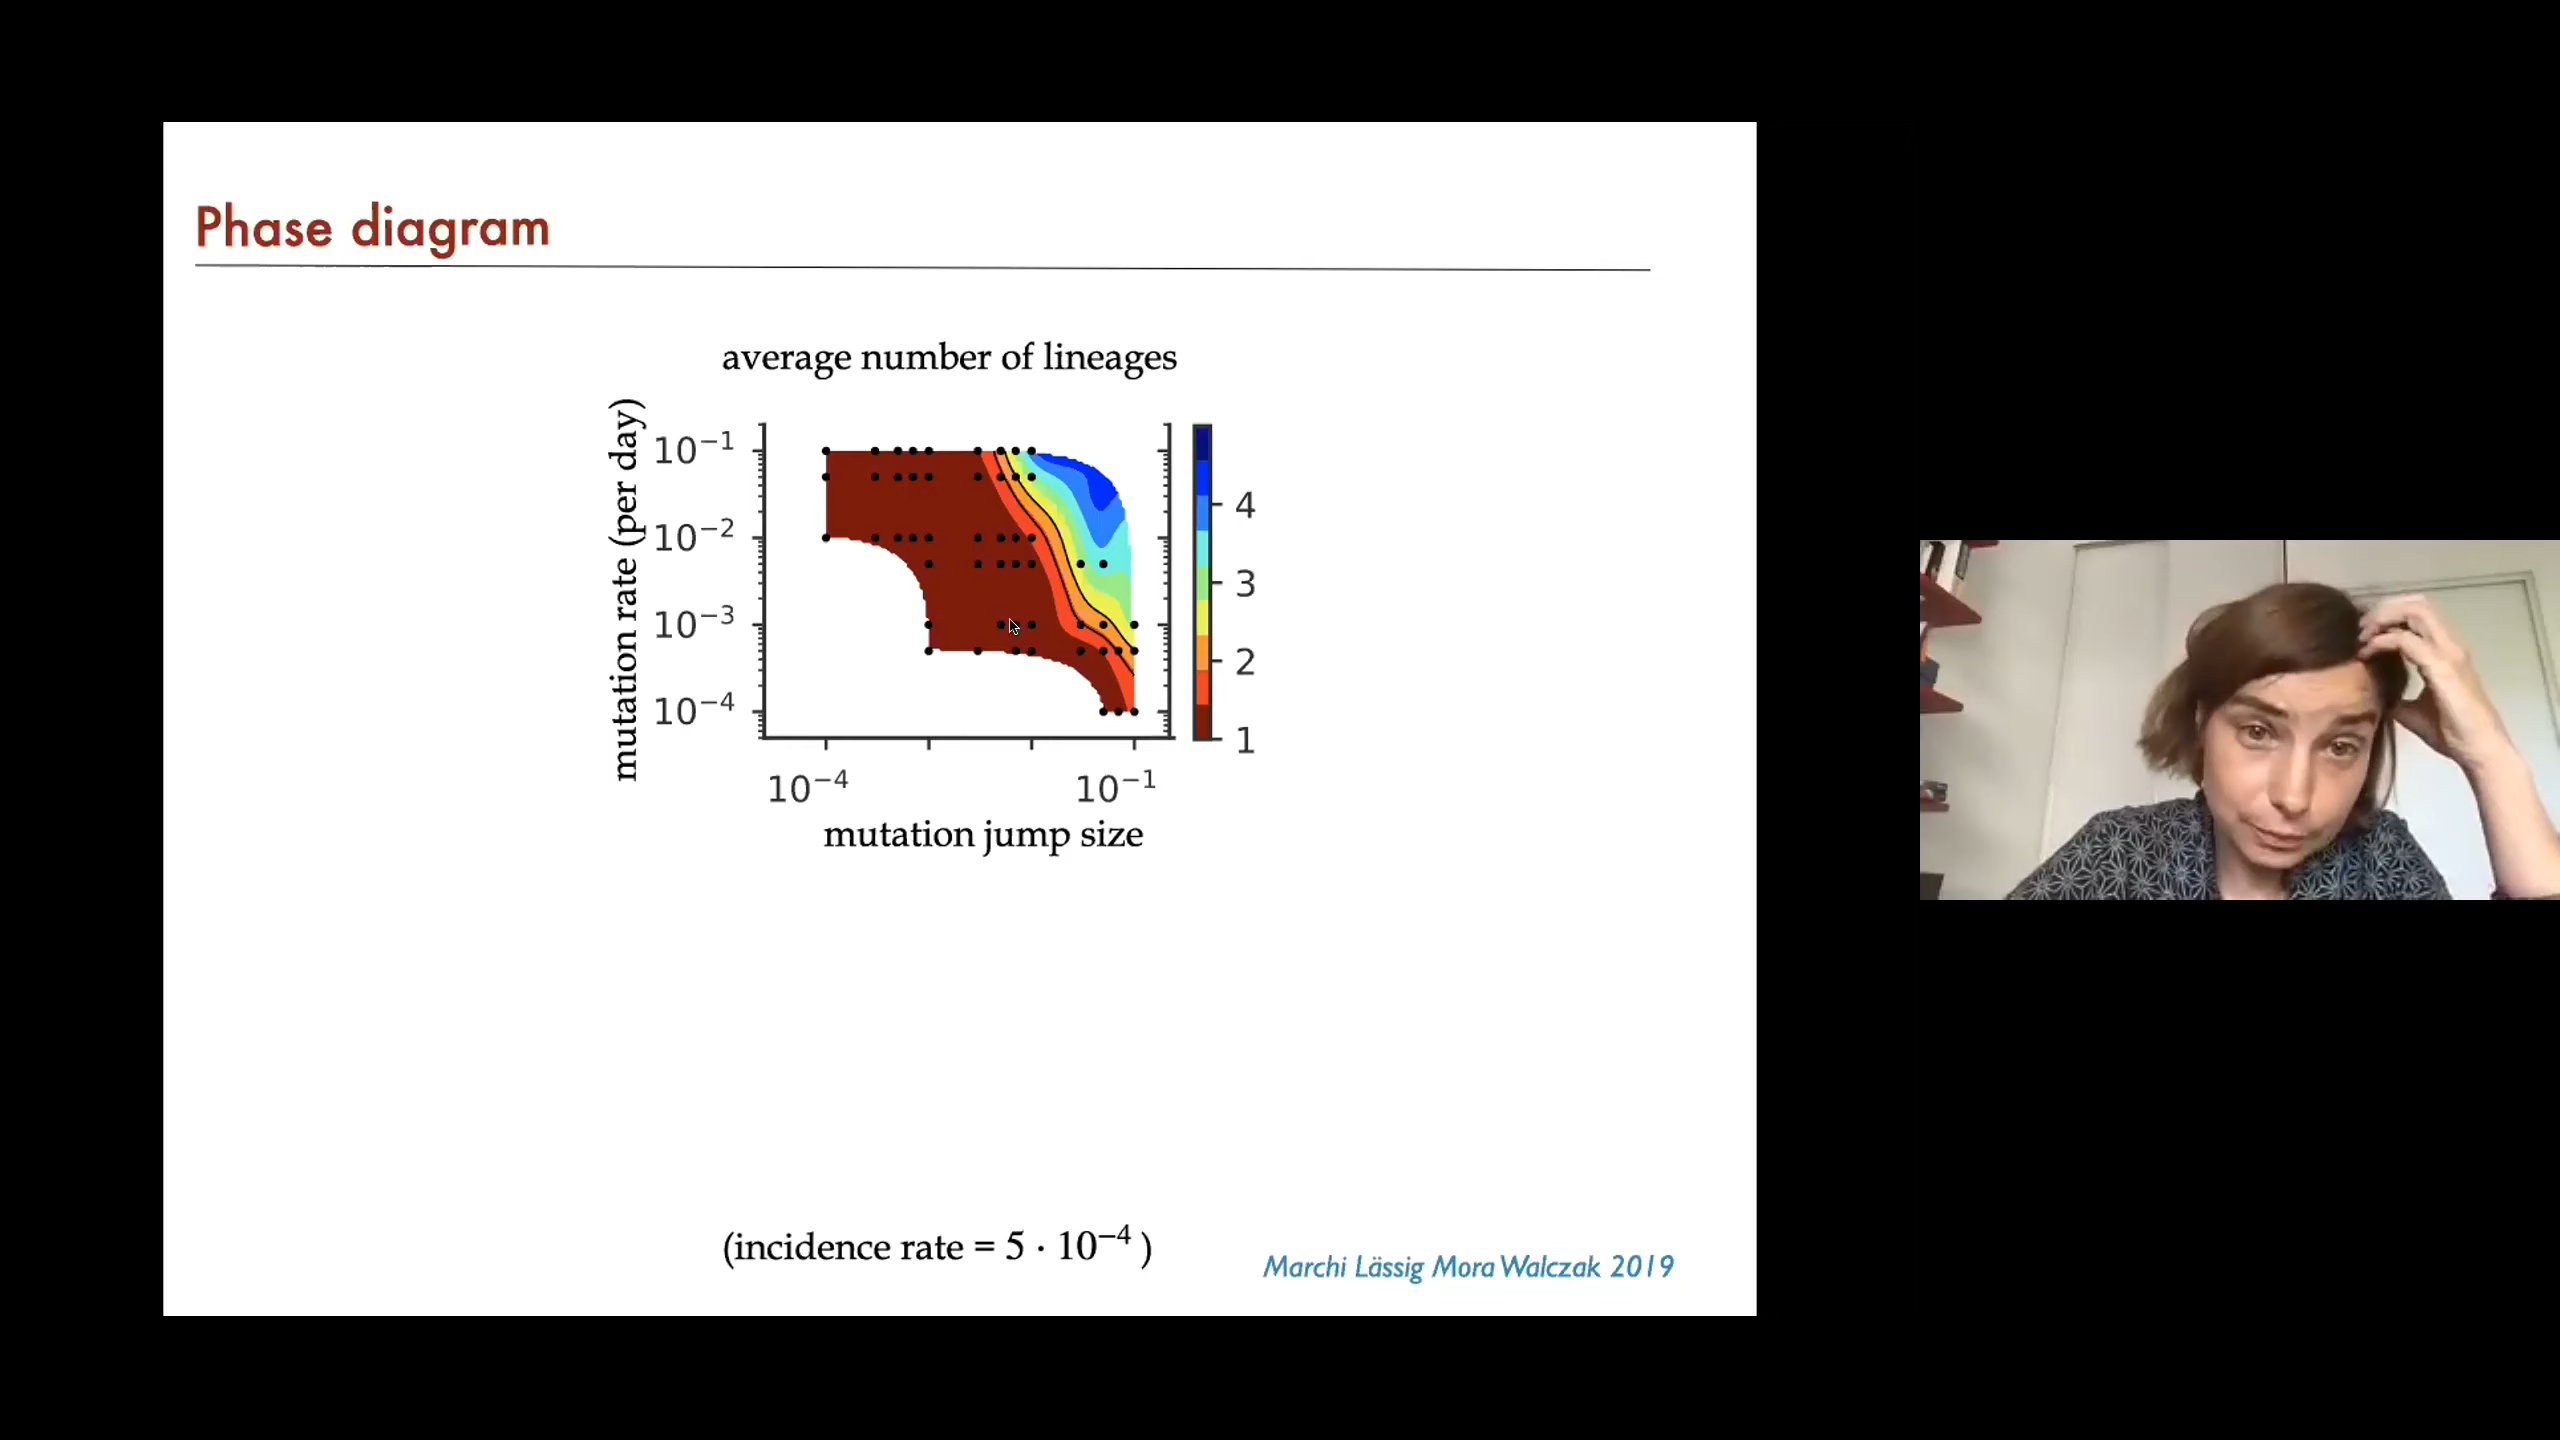 Phase diagram
average number of lineages
mutation rate (per day)
10⁻¹
10⁻²
10⁻³
10⁻⁴
4
3
2
1
10⁻⁴ 10⁻¹
mutation jump size
(incidence rate = 5 · 10⁻⁴ )
Marchi Lässig Mora Walczak 2019